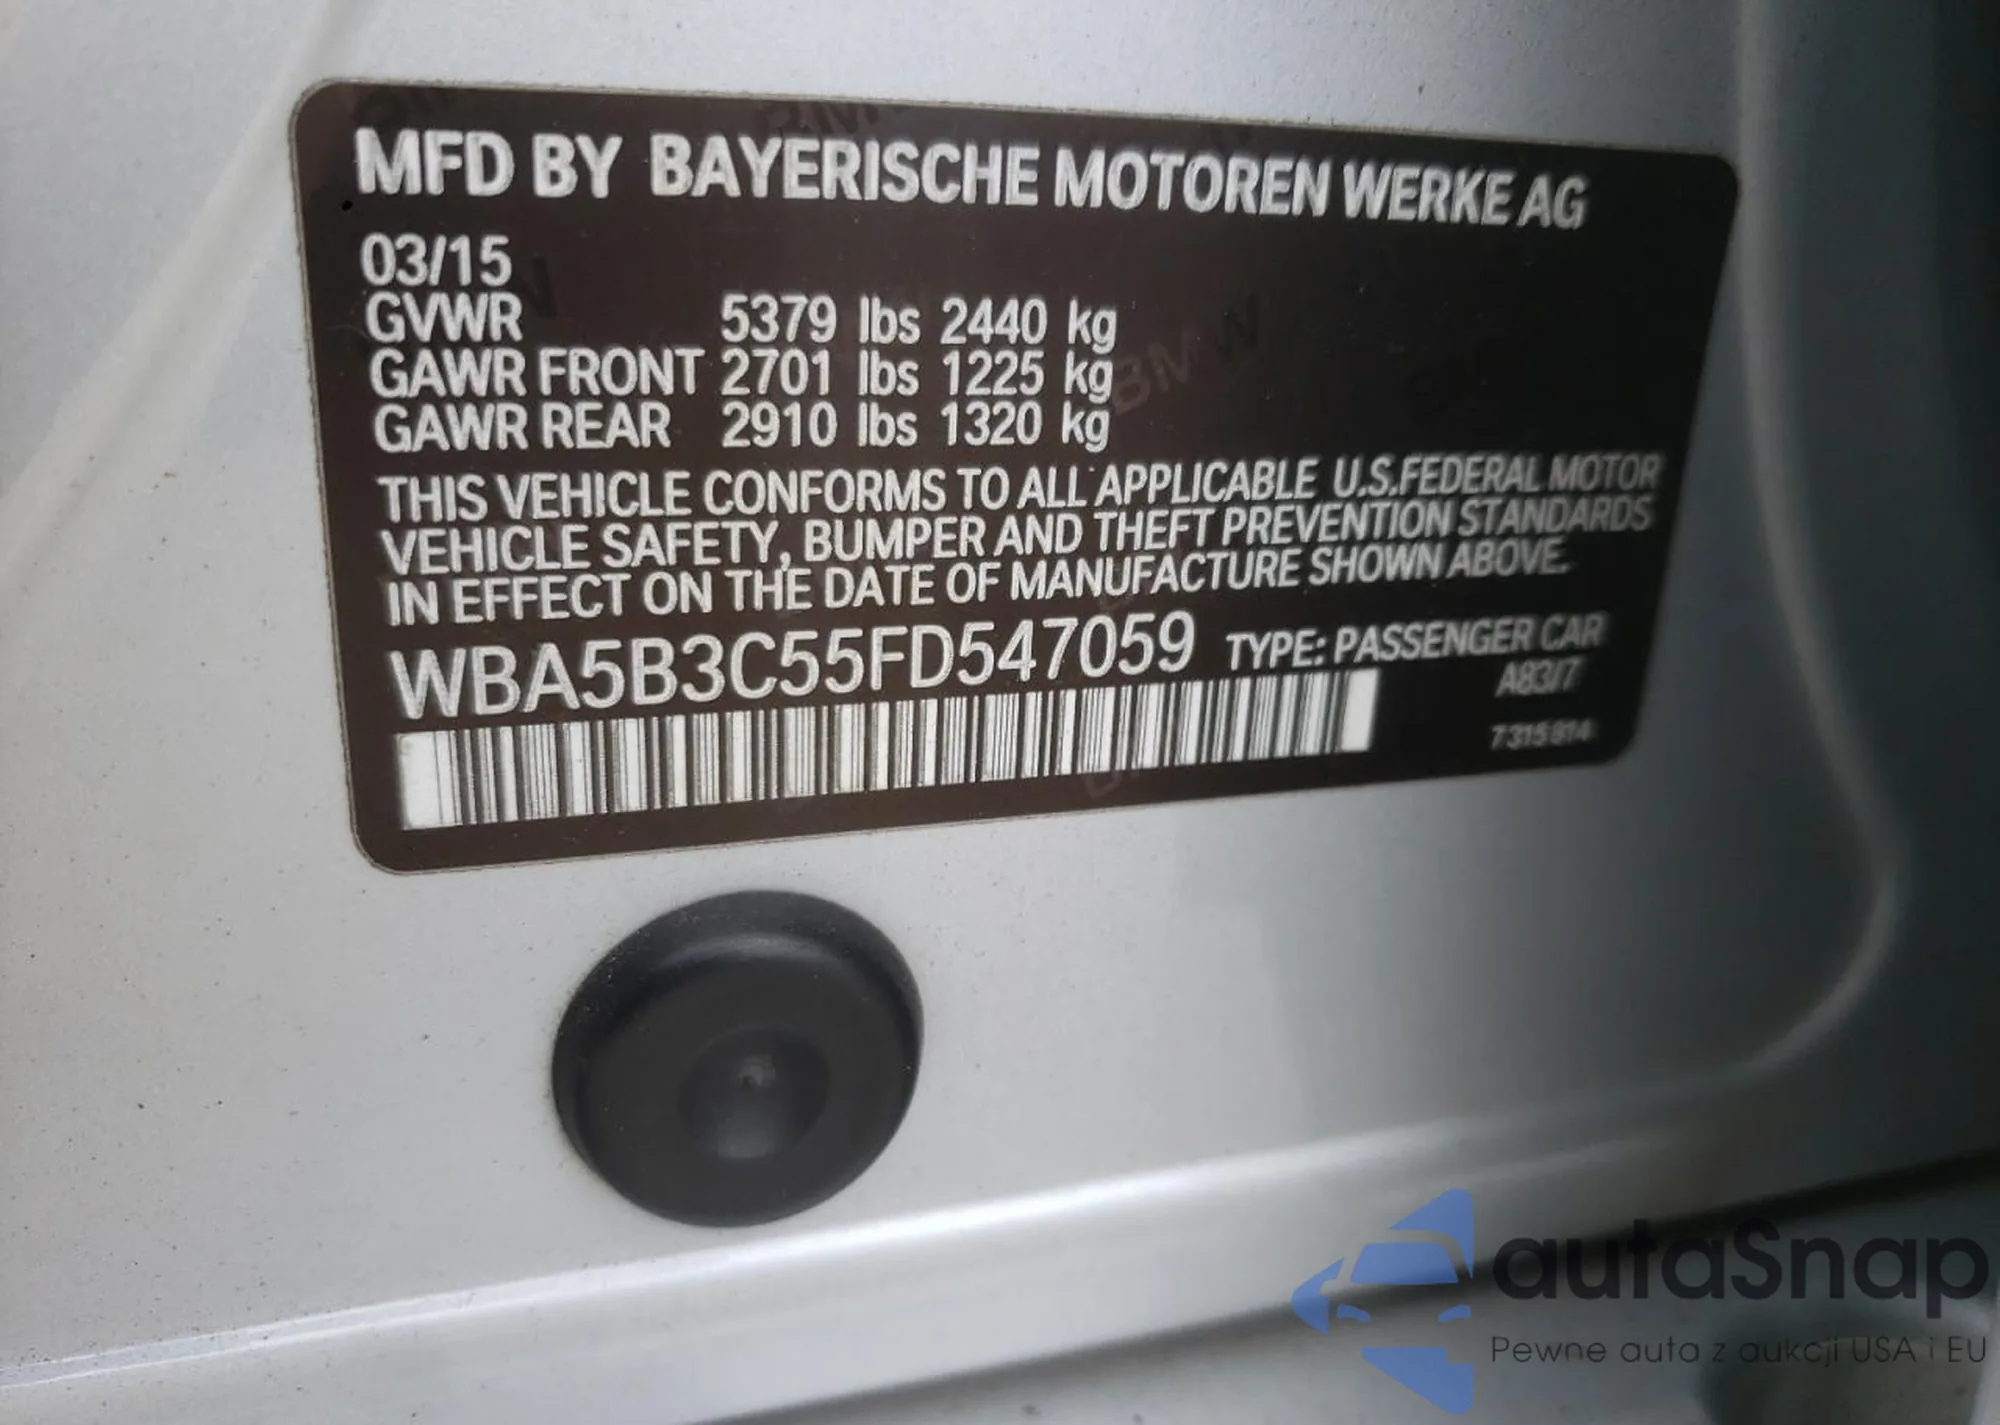 MFD BY BAYERISCHE MOTOREN WERKE AG
03/15
GVWR 5379 lbs 2440 kg
GAWR FRONT 2701 lbs 1225 kg
GAWR REAR 2910 lbs 1320 kg
THIS VEHICLE CONFORMS TO ALL APPLICABLE U.S.FEDERAL MOTOR
VEHICLE SAFETY, BUMPER AND THEFT PREVENTION STANDARDS
IN EFFECT ON THE DATE OF MANUFACTURE SHOWN ABOVE.
WBA5B3C55FD547059 TYPE: PASSENGER CAR
A83/7
7 315 814
autaSnap
Pewne auta z aukcji USA i EU